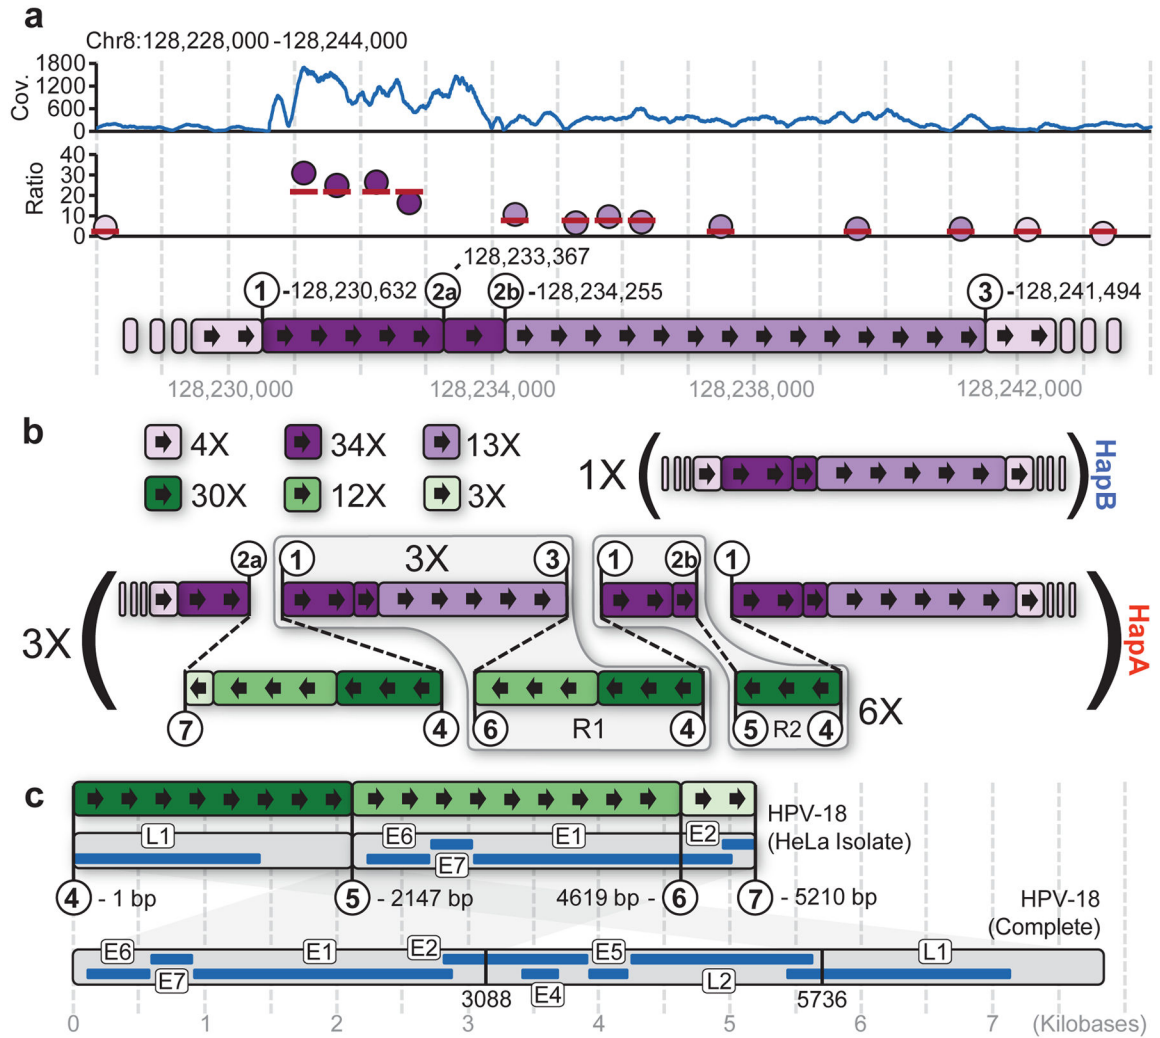 a
Chr8:128,228,000 -128,244,000
Cov.
1800
1200
600
0
Ratio
40
30
20
10
0
128,233,367
1 -128,230,632 2a 2b -128,234,255 3 -128,241,494
128,230,000 128,234,000 128,238,000 128,242,000
b
4X 34X 13X
30X 12X 3X
1X
HapB
2a 1 3X 3 1 2b 1
3X
HapA
7 4 6 R1 4 5 R2 4 6X
c
HPV-18
(HeLa Isolate)
L1 E6 E7 E1 E2
4 - 1 bp 5 - 2147 bp 4619 bp - 6 7 - 5210 bp
HPV-18
(Complete)
E6 E7 E1 E2 E4 E5 L2 L1
3088 5736
0 1 2 3 4 5 6 7 (Kilobases)